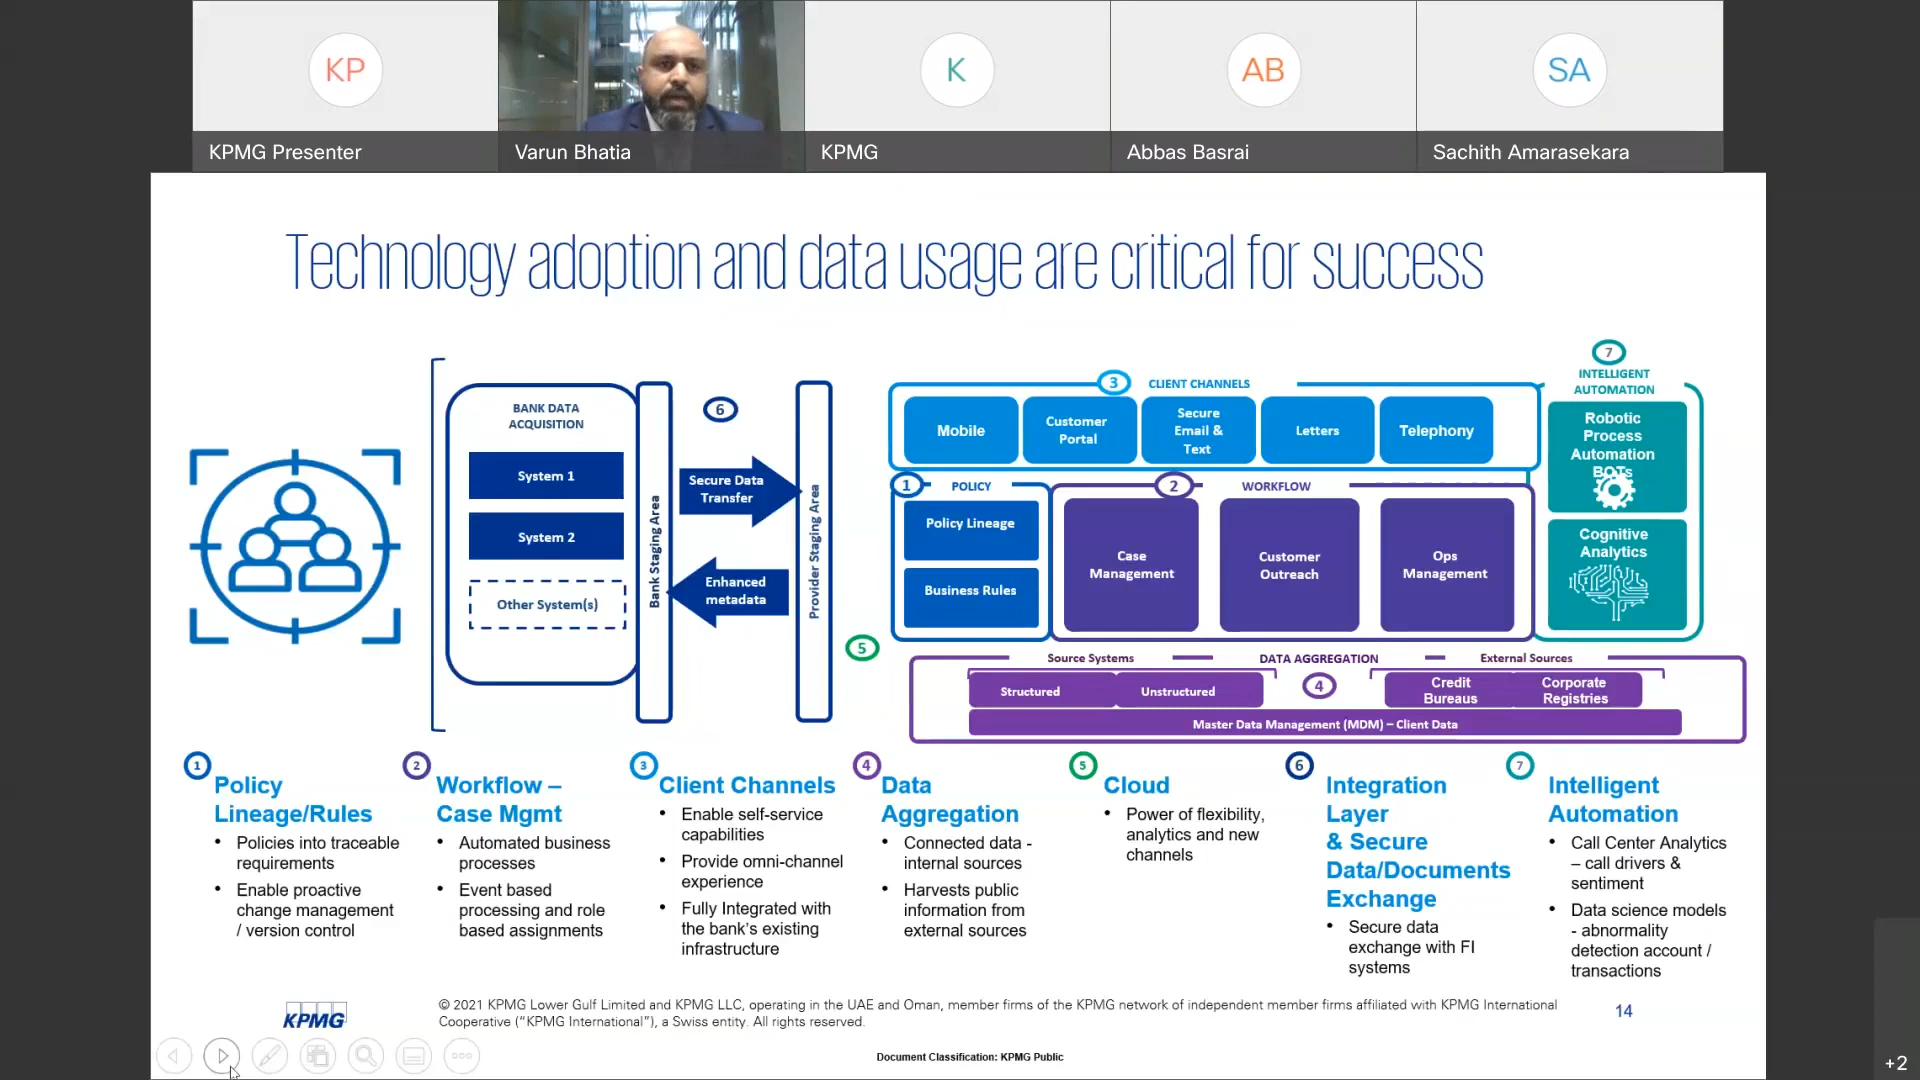 KP
K
AB
SA
KPMG Presenter
Varun Bhatia
KPMG
Abbas Basrai
Sachith Amarasekara
Technology adoption and data usage are critical for success
BANK DATA
ACQUISITION
System 1
System 2
Other System(s)
Bank Staging Area
6
Secure Data
Transfer
Enhanced
metadata
Provider Staging Area
5
3
CLIENT CHANNELS
Mobile
Customer
Portal
Secure
Email &
Text
Letters
Telephony
1
POLICY
Policy Lineage
Business Rules
2
WORKFLOW
Case
Management
Customer
Outreach
Ops
Management
7
INTELLIGENT
AUTOMATION
Robotic
Process
Automation
BOTs
Cognitive
Analytics
Source Systems
DATA AGGREGATION
External Sources
Structured
Unstructured
4
Credit
Bureaus
Corporate
Registries
Master Data Management (MDM) – Client Data
1
Policy
Lineage/Rules
• Policies into traceable
requirements
• Enable proactive
change management
/ version control
2
Workflow –
Case Mgmt
• Automated business
processes
• Event based
processing and role
based assignments
3
Client Channels
• Enable self-service
capabilities
• Provide omni-channel
experience
• Fully Integrated with
the bank's existing
infrastructure
4
Data
Aggregation
• Connected data -
internal sources
• Harvests public
information from
external sources
5
Cloud
• Power of flexibility,
analytics and new
channels
6
Integration
Layer
& Secure
Data/Documents
Exchange
• Secure data
exchange with FI
systems
7
Intelligent
Automation
• Call Center Analytics
– call drivers &
sentiment
• Data science models
- abnormality
detection account /
transactions
KPMG
© 2021 KPMG Lower Gulf Limited and KPMG LLC, operating in the UAE and Oman, member firms of the KPMG network of independent member firms affiliated with KPMG International
Cooperative (“KPMG International”), a Swiss entity. All rights reserved.
14
Document Classification: KPMG Public
+2